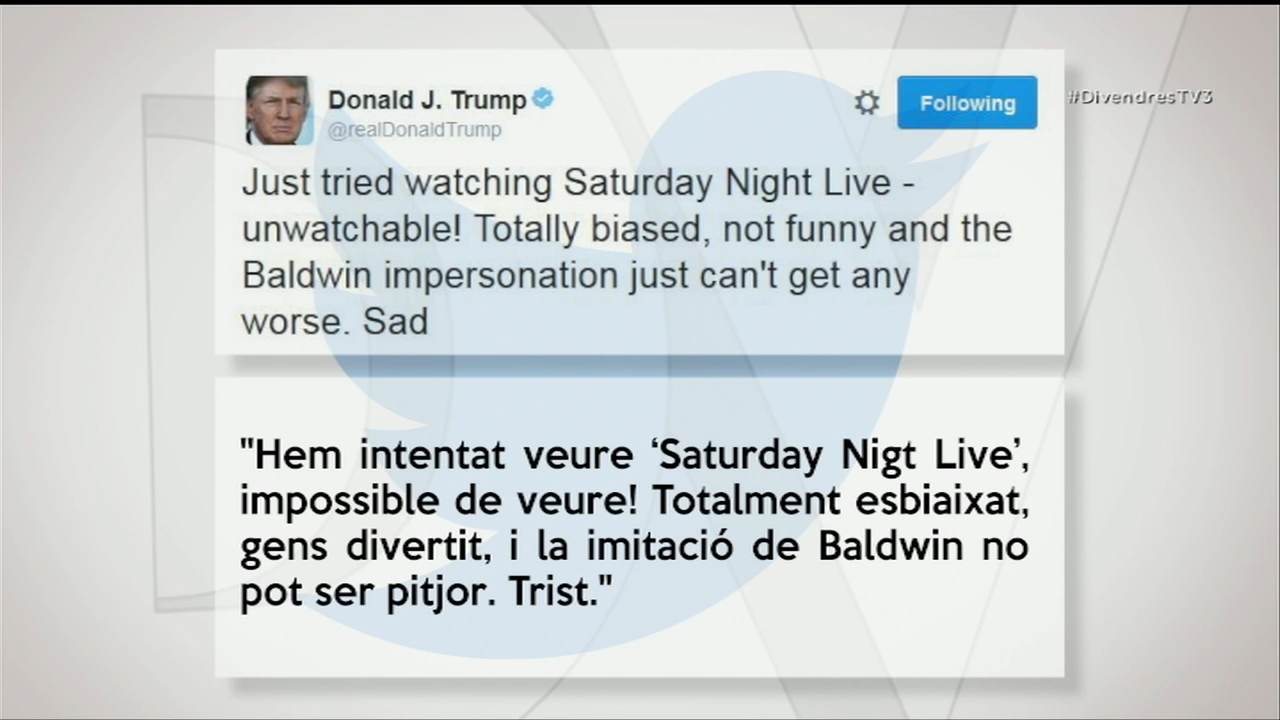 Donald J. Trump
@realDonaldTrump
Following
#DivendresTV3
Just tried watching Saturday Night Live -
unwatchable! Totally biased, not funny and the
Baldwin impersonation just can't get any
worse. Sad
"Hem intentat veure ‘Saturday Nigt Live’,
impossible de veure! Totalment esbiaixat,
gens divertit, i la imitació de Baldwin no
pot ser pitjor. Trist."